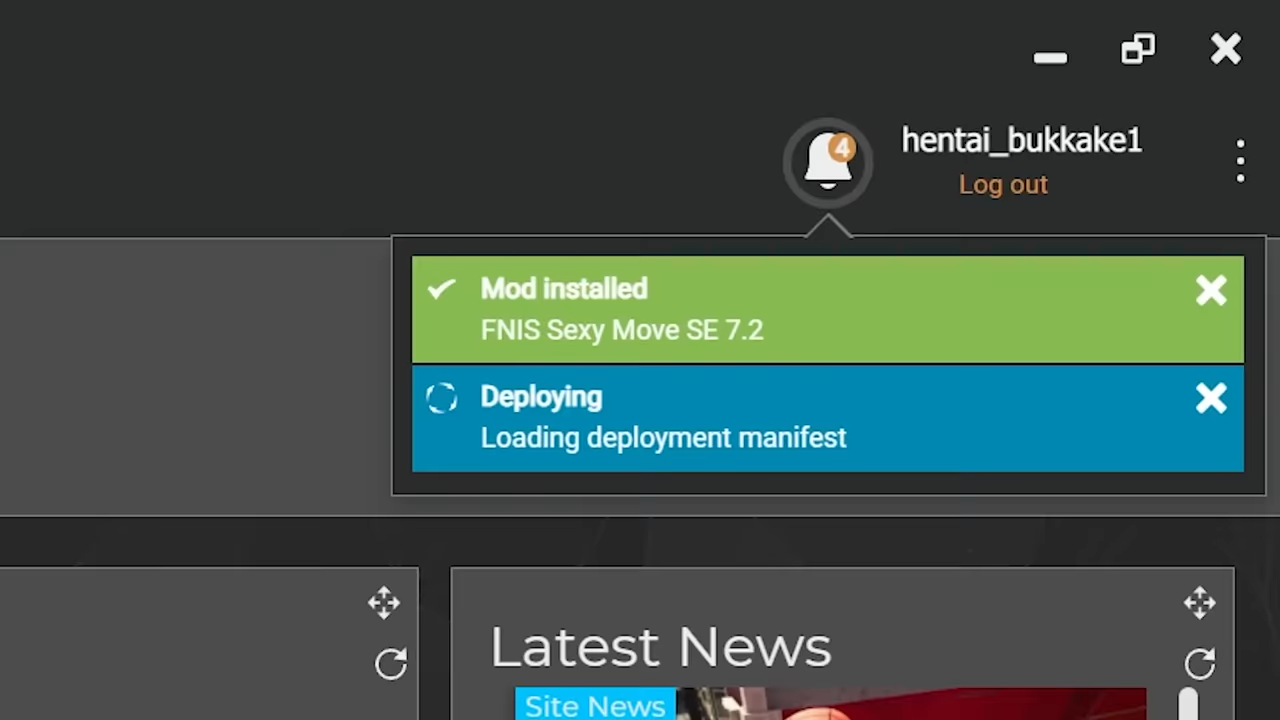 4
hentai_bukkake1
Log out
Mod installed
FNIS Sexy Move SE 7.2
Deploying
Loading deployment manifest
Latest News
Site News